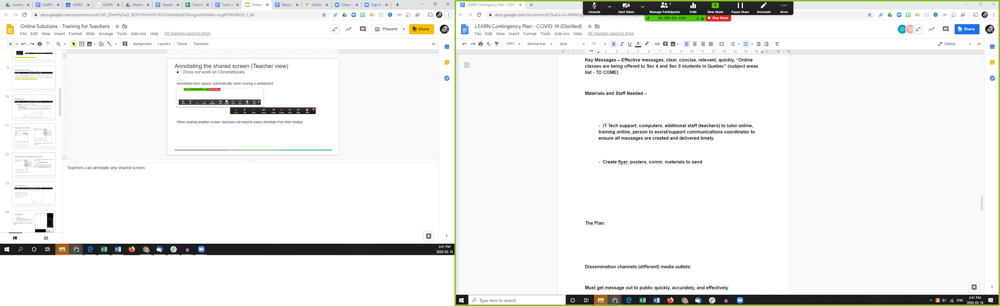 Conting
LEARN
LEARN
LEARN
Shared
Standar
Tutorin
Tutor e
Online
March
Online
Video C
Sign In
docs.google.com/presentation/d/1d0_ZPeHHySwD_XIOTiY8HmHYCXC0JJaVvtKdq618ung/edit#slide=id.g6f70b54b39_2_46
Online Solutions - Training for Teachers
File Edit View Insert Format Slide Arrange Tools Add-ons Help All changes saved in Drive
Present
Share
Background Layout Theme Transition
9
10
11
12
13
14
Annotating the shared screen (Teacher view)
● Does not work on Chromebooks
Annotation tools appear automatically when sharing a whiteboard.
When sharing another screen, teachers will need to select Annotate from their toolbar.
Teachers can annotate any shared screen.
2:41 PM
2020-03-16
LEARN Contingency Plan - COVI
Unmute Start Video Manage Participants 1 Polls New Share Pause Share Annotate More
ID: 289-261-4587 Stop Share
LEARN Contingency Plan - COVID-19 (Distilled)
File Edit View Insert Format Tools Add-ons Help All changes saved in Drive
C D
Share
100% Normal text Arial 11 B I U A Editing
Key Messages – Effective messages, clear, concise, relevant, quickly, “Online
classes are being offered to Sec 4 and Sec 5 students in Quebec” (subject areas
list - TO COME)
Materials and Staff Needed –
- IT Tech support, computers, additional staff (teachers) to tutor online,
training online, person to assist/support communications coordinator to
ensure all messages are created and delivered timely.
- Create flyer, posters, comm. materials to send
The Plan:
Dissemination channels (different) media outlets:
Must get message out to public quickly, accurately, and effectively
Type here to search
ENG
2:41 PM
2020-03-16